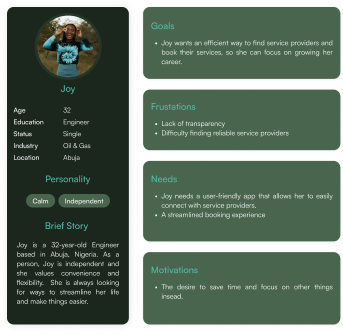 Joy
Age 32
Education Engineer
Status Single
Industry Oil & Gas
Location Abuja
Personality
Calm Independent
Brief Story
Joy is a 32-year-old Engineer
based in Abuja, Nigeria. As a
person, Joy is independent and
she values convenience and
flexibility. She is always looking
for ways to streamline her life
and make things easier.
Goals
• Joy wants an efficient way to find service providers and
book their services, so she can focus on growing her
career.
Frustations
• Lack of transparency
• Difficulty finding reliable service providers
Needs
• Joy needs a user-friendly app that allows her to easily
connect with service providers.
• A streamlined booking experience
Motivations
• The desire to save time and focus on other things
insead.